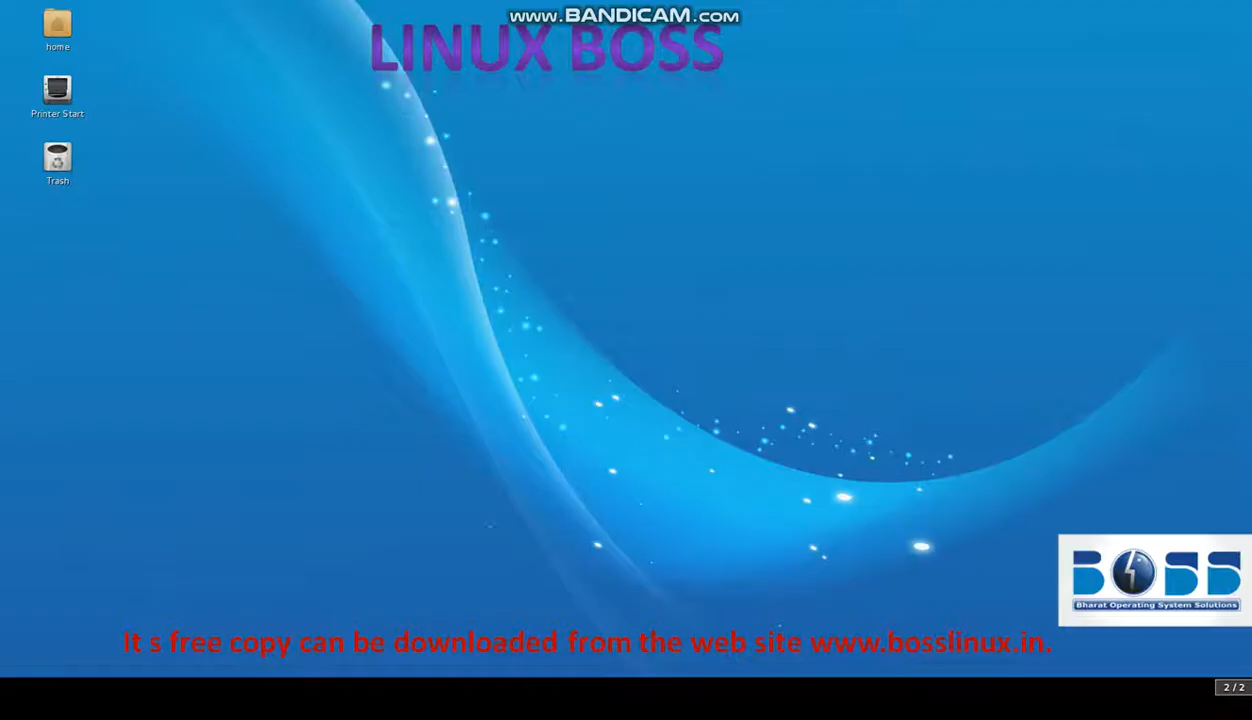 www.BANDICAM.com
LINUX BOSS
home
Printer Start
Trash
BOSS
Bharat Operating System Solutions
It s free copy can be downloaded from the web site www.bosslinux.in.
2 / 2